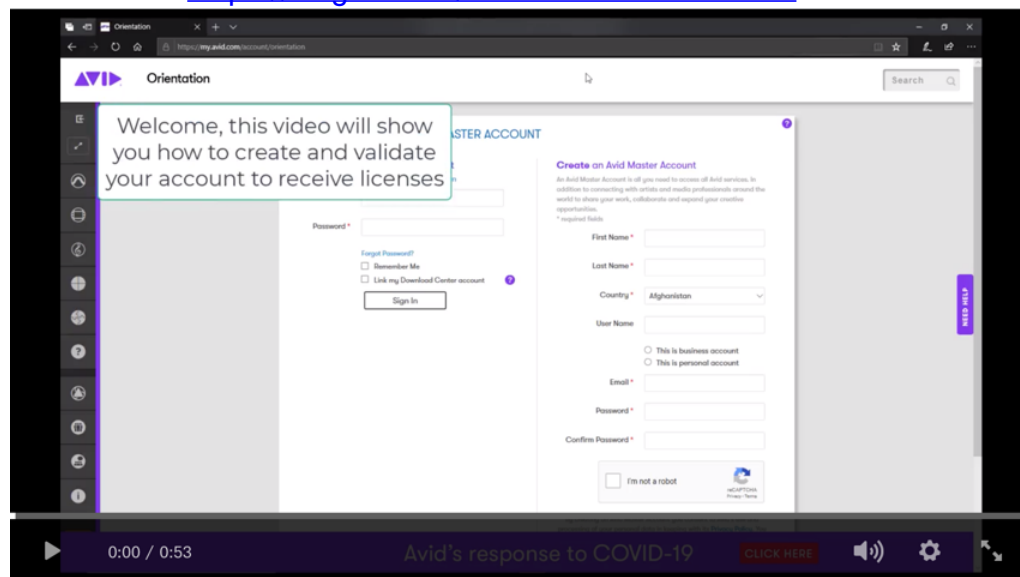 Orientation
https://my.avid.com/account/orientation
AVID
Orientation
Search
Welcome, this video will show
you how to create and validate
your account to receive licenses
ASTER ACCOUNT
Password *
Forgot Password?
Remember Me
Link my Download Center account
Sign In
Create an Avid Master Account
An Avid Master Account is all you need to access all Avid services. In
addition to connecting with artists and media professionals around the
world to share your work, collaborate and expand your creative
opportunities.
* required fields
First Name *
Last Name *
Country *
Afghanistan
User Name
This is business account
This is personal account
Email *
Password *
Confirm Password *
I'm not a robot
reCAPTCHA
Privacy - Terms
NEED HELP
0:00 / 0:53
Avid's response to COVID-19
CLICK HERE